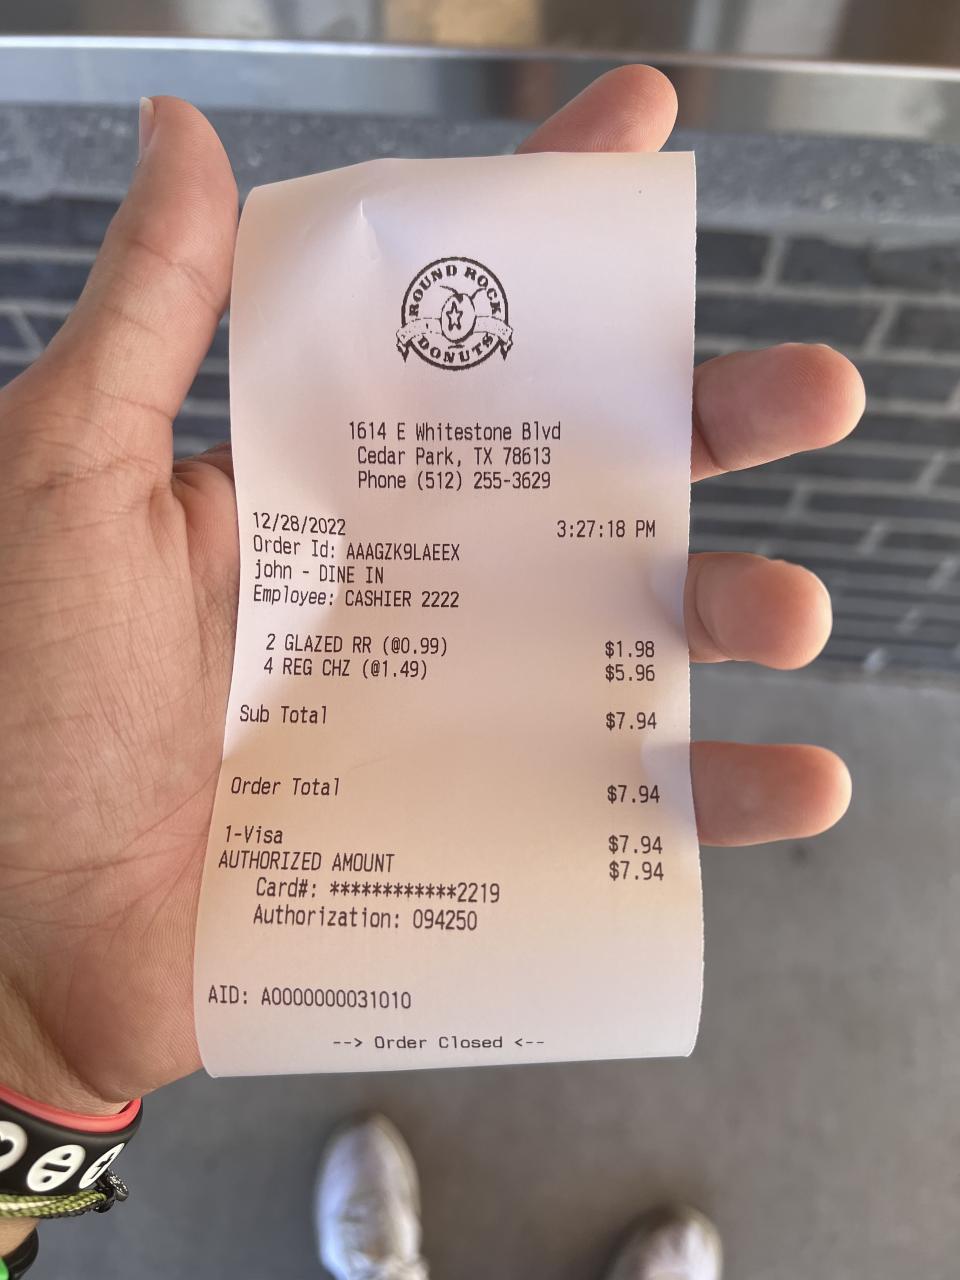 ROUND ROCK
DONUTS
1614 E Whitestone Blvd
Cedar Park, TX 78613
Phone (512) 255-3629
12/28/2022 3:27:18 PM
Order Id: AAAGZK9LAEEX
john - DINE IN
Employee: CASHIER 2222
2 GLAZED RR (@0.99) $1.98
4 REG CHZ (@1.49) $5.96
Sub Total $7.94
Order Total $7.94
1-Visa $7.94
AUTHORIZED AMOUNT $7.94
Card#: ************2219
Authorization: 094250
AID: A0000000031010
--> Order Closed <--